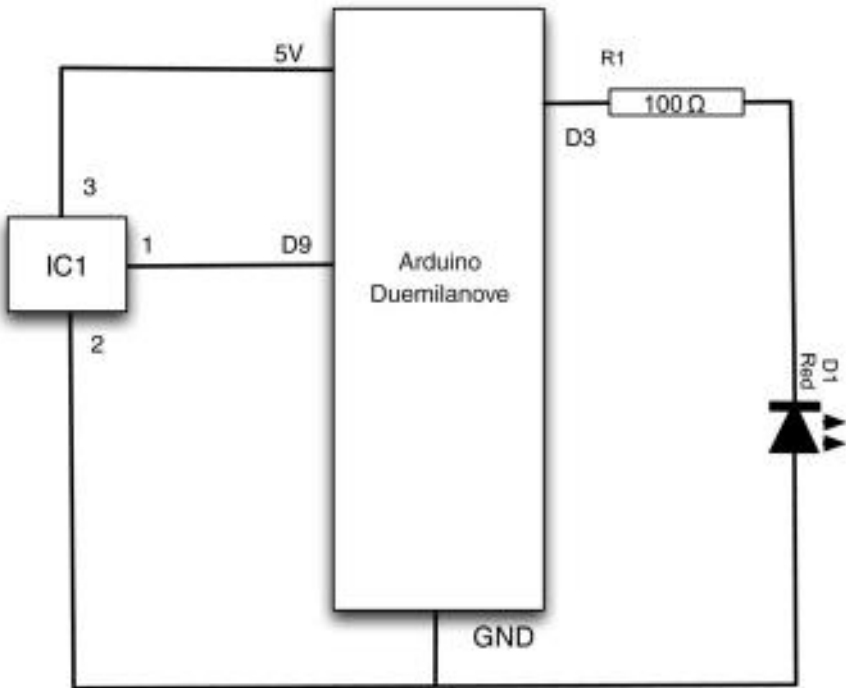 5V
R1
100 Ω
D3
3
1
D9
IC1
Arduino
Duemilanove
2
D1
Red
GND